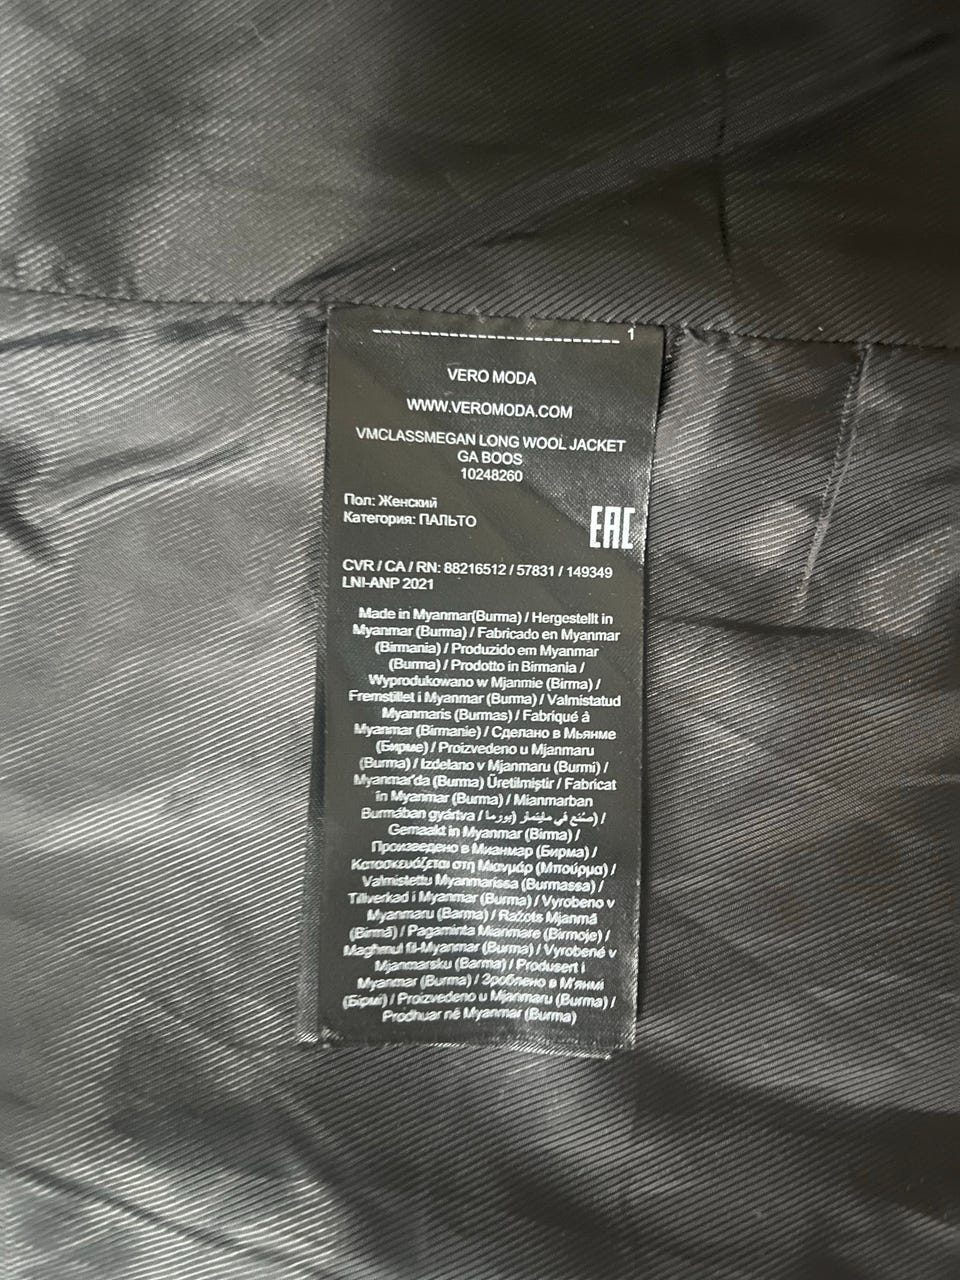 1
VERO MODA
WWW.VEROMODA.COM
VMCLASSMEGAN LONG WOOL JACKET
GA BOOS
10248260
Пол: Женский
Категория: ПАЛЬТО
EAC
CVR / CA / RN: 88216512 / 57831 / 149349
LNI-ANP 2021
Made in Myanmar(Burma) / Hergestellt in
Myanmar (Burma) / Fabricado en Myanmar
(Birmania) / Produzido em Myanmar
(Burma) / Prodotto in Birmania /
Wyprodukowano w Mjanmie (Birma) /
Fremstillet i Myanmar (Burma) / Valmistatud
Myanmaris (Burmas) / Fabriqué à
Myanmar (Birmanie) / Сделано в Мьянме
(Бирме) / Proizvedeno u Mjanmaru
(Burma) / Izdelano v Mjanmaru (Burmi) /
Myanmar'da (Burma) Üretilmiştir / Fabricat
în Myanmar (Burma) / Mianmarban
Burmában gyártva / صُنع في ماينمار (بورما) /
Gemaakt in Myanmar (Birma) /
Произведено в Мианмар (Бирма) /
Κατασκευάζεται στη Μιανμάρ (Μπούρμα) /
Valmistettu Myanmarissa (Burmassa) /
Tillverkad i Myanmar (Burma) / Vyrobeno v
Myanmaru (Barma) / Ražots Mjanmā
(Birmā) / Pagaminta Mianmare (Birmoje) /
Magħmul fil-Myanmar (Burma) / Vyrobené v
Mjanmarsku (Barma) / Produsert i
Myanmar (Burma) / Зроблено в М'янмі
(Бірмі) / Proizvedeno u Mjanmaru (Burma) /
Prodhuar në Myanmar (Burma)